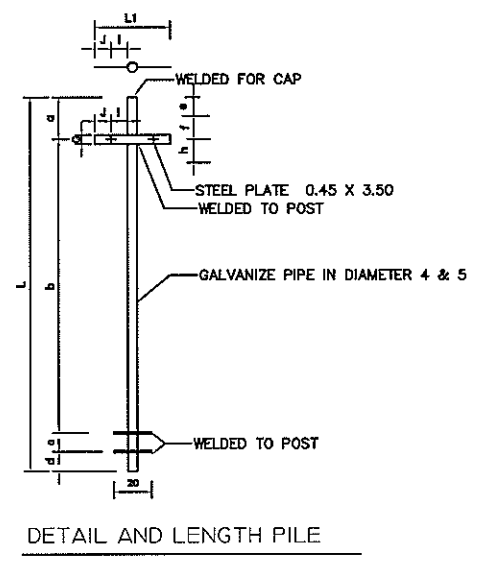 L1
J I
WELDED FOR CAP
a
e
J I
f
h
STEEL PLATE 0.45 X 3.50
WELDED TO POST
GALVANIZE PIPE IN DIAMETER 4 & 5
L
b
a
WELDED TO POST
d
20
DETAIL AND LENGTH PILE